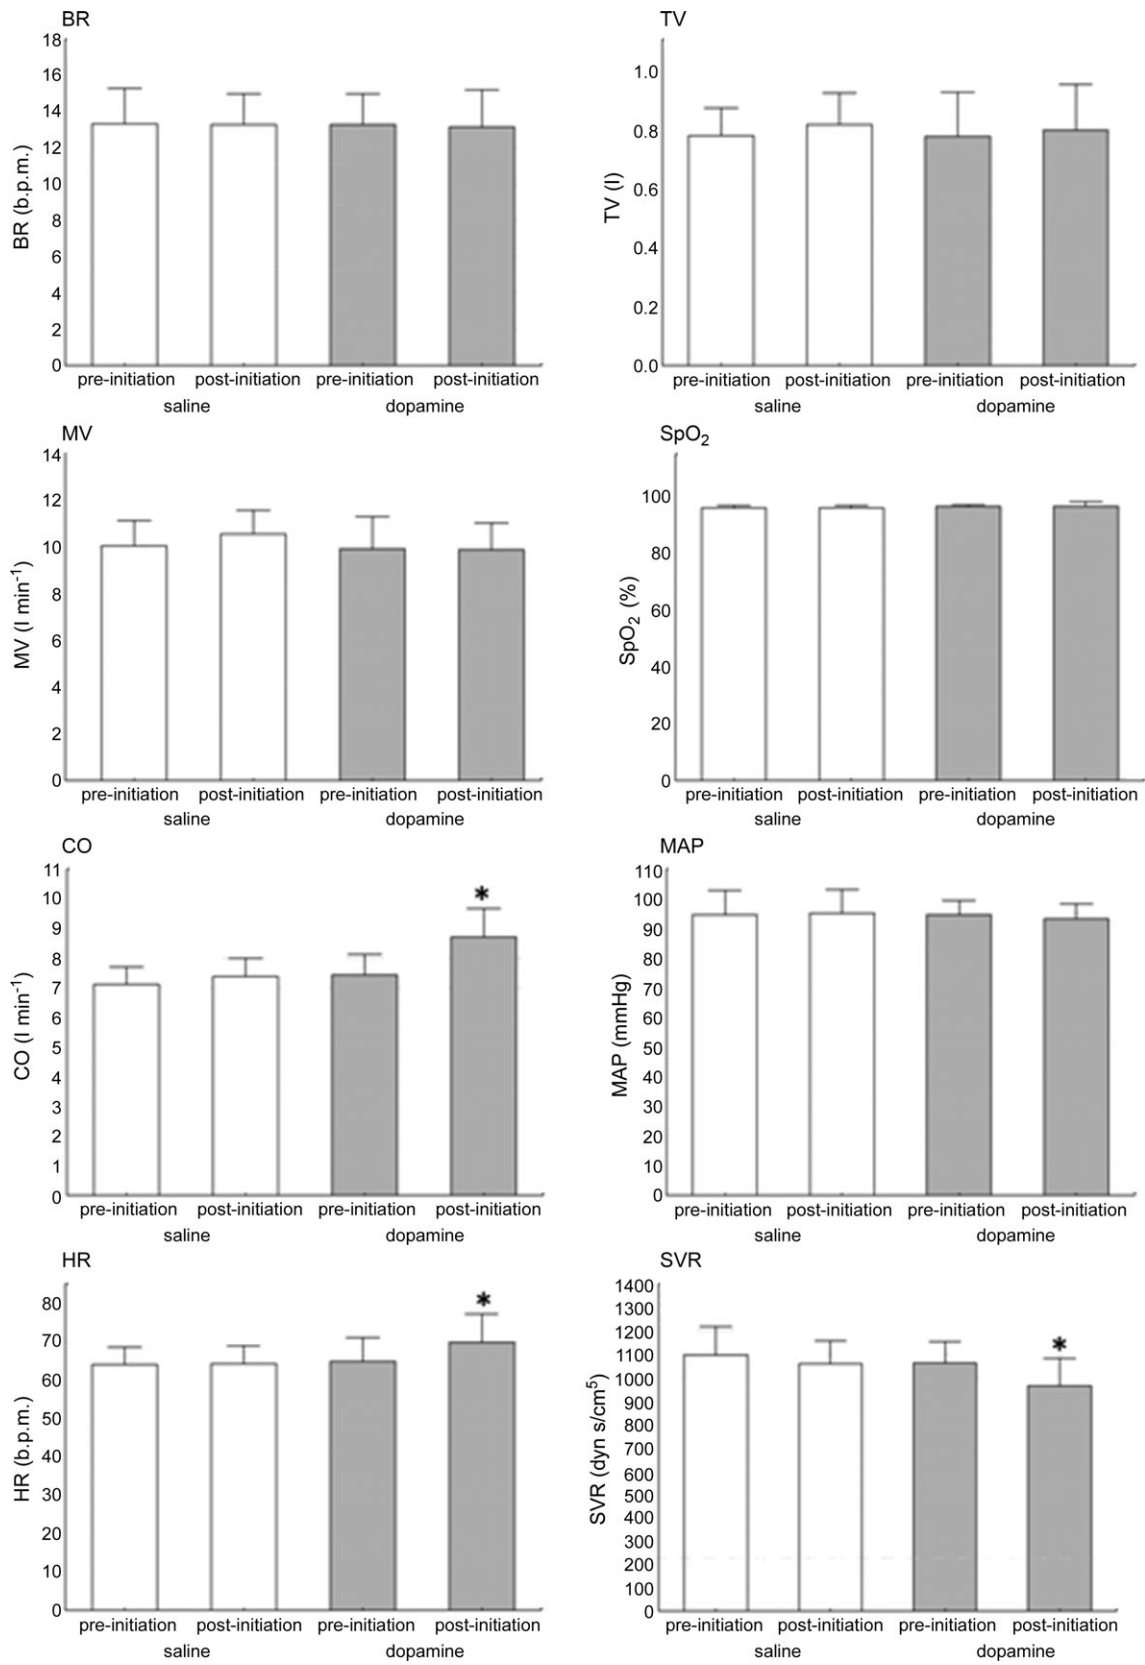 BR
BR (b.p.m.)
18
16
14
12
10
8
6
4
2
0
pre-initiation post-initiation pre-initiation post-initiation
saline dopamine
TV
TV (l)
1.0
0.8
0.6
0.4
0.2
0.0
pre-initiation post-initiation pre-initiation post-initiation
saline dopamine
MV
MV (l min-1)
14
12
10
8
6
4
2
0
pre-initiation post-initiation pre-initiation post-initiation
saline dopamine
SpO2
SpO2 (%)
100
80
60
40
20
0
pre-initiation post-initiation pre-initiation post-initiation
saline dopamine
CO
CO (l min-1)
11
10
9
8
7
6
5
4
3
2
1
0
*
pre-initiation post-initiation pre-initiation post-initiation
saline dopamine
MAP
MAP (mmHg)
110
100
90
80
70
60
50
40
30
20
10
0
pre-initiation post-initiation pre-initiation post-initiation
saline dopamine
HR
HR (b.p.m.)
80
70
60
50
40
30
20
10
0
*
pre-initiation post-initiation pre-initiation post-initiation
saline dopamine
SVR
SVR (dyn s/cm5)
1400
1300
1200
1100
1000
900
800
700
600
500
400
300
200
100
0
*
pre-initiation post-initiation pre-initiation post-initiation
saline dopamine